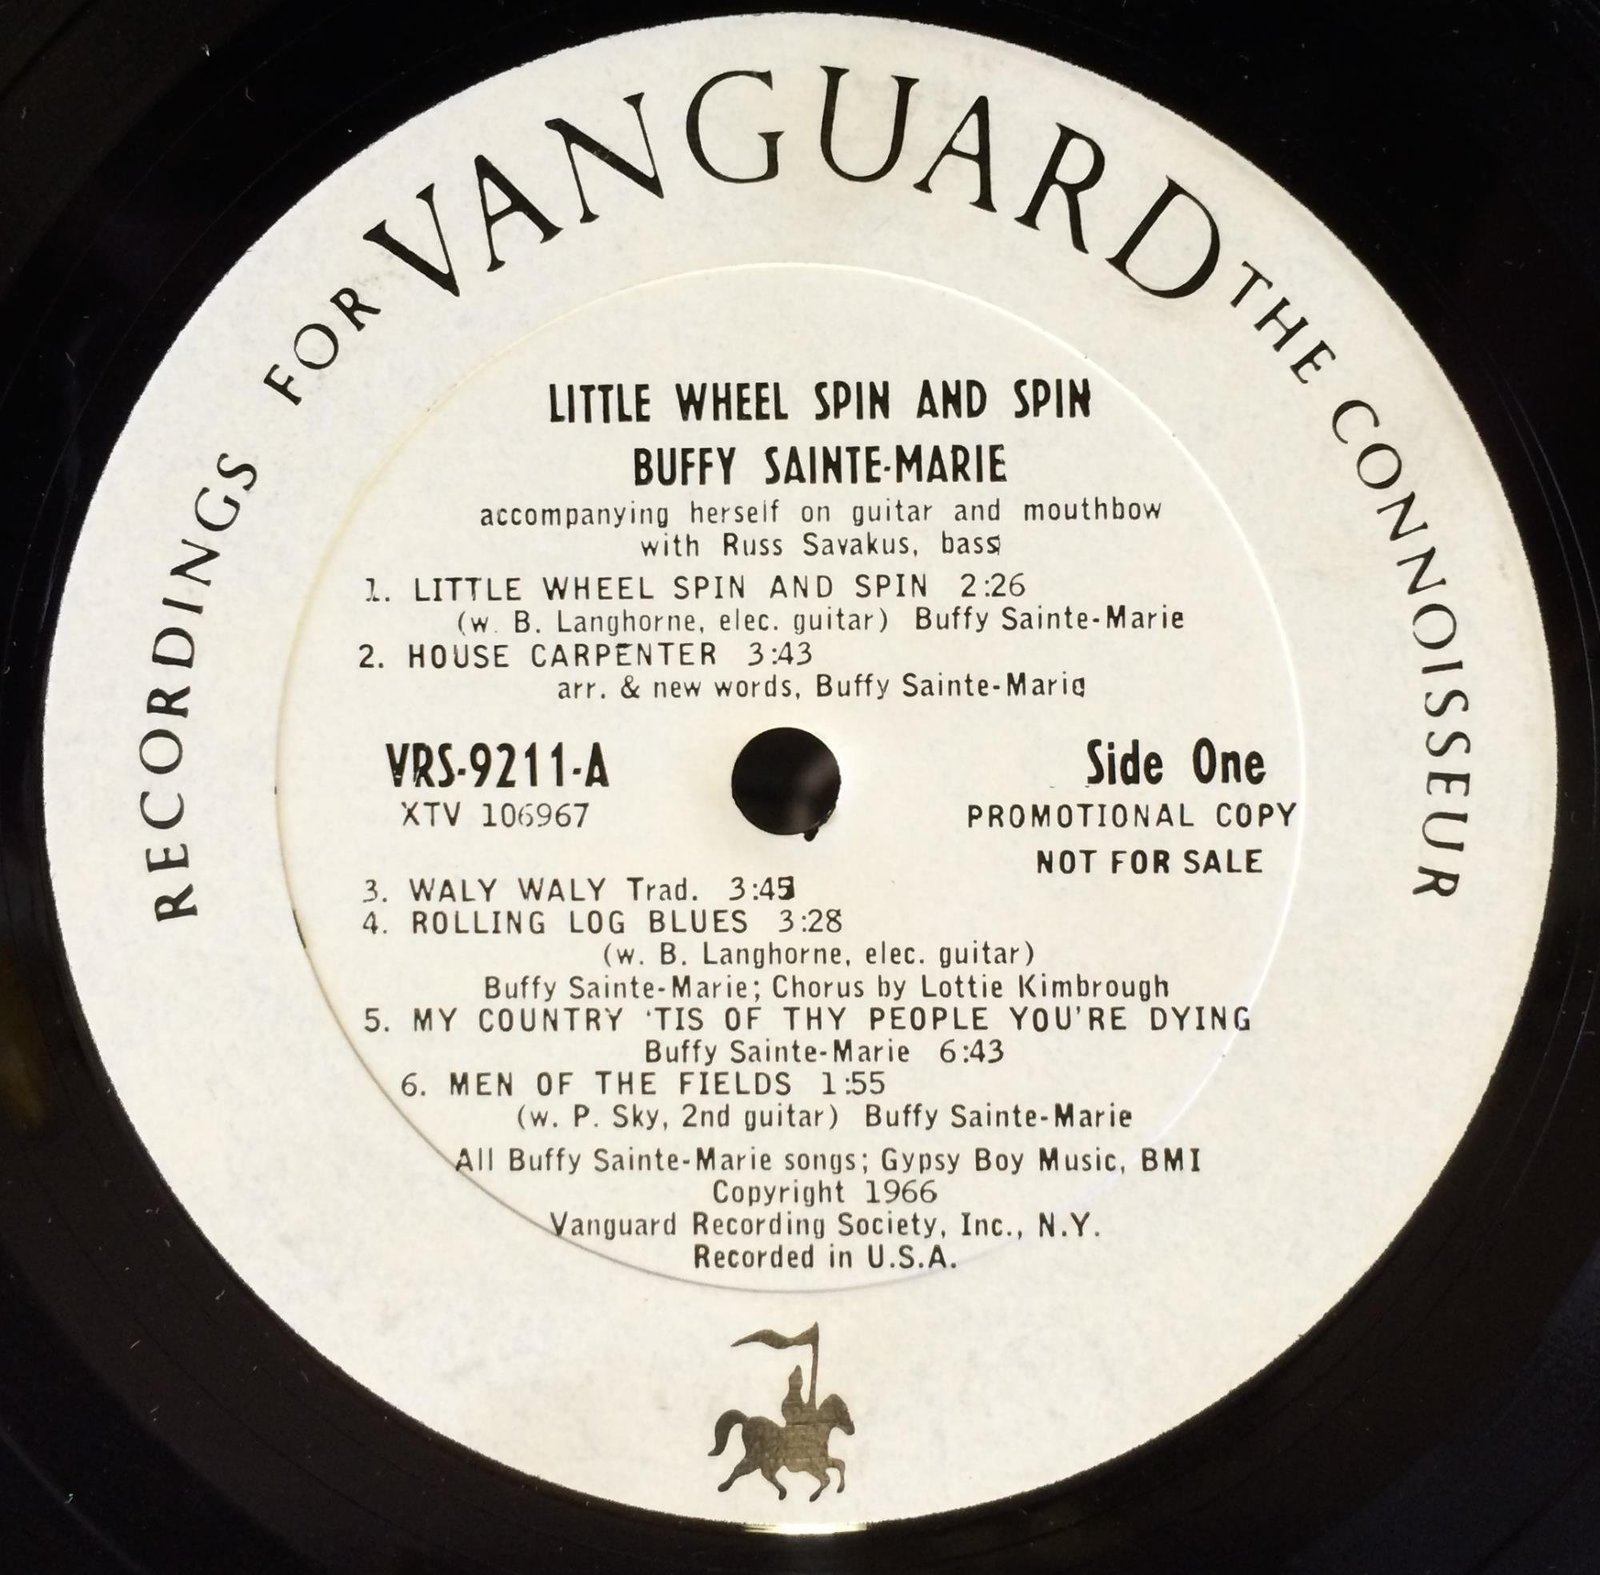 RECORDINGS FOR VANGUARD THE CONNOISSEUR
LITTLE WHEEL SPIN AND SPIN
BUFFY SAINTE-MARIE
accompanying herself on guitar and mouthbow
with Russ Savakus, bass
1. LITTLE WHEEL SPIN AND SPIN 2:26
(w. B. Langhorne, elec. guitar) Buffy Sainte-Marie
2. HOUSE CARPENTER 3:43
arr. & new words, Buffy Sainte-Marie
VRS-9211-A
XTV 106967
Side One
PROMOTIONAL COPY
NOT FOR SALE
3. WALY WALY Trad. 3:45
4. ROLLING LOG BLUES 3:28
(w. B. Langhorne, elec. guitar)
Buffy Sainte-Marie; Chorus by Lottie Kimbrough
5. MY COUNTRY 'TIS OF THY PEOPLE YOU'RE DYING
Buffy Sainte-Marie 6:43
6. MEN OF THE FIELDS 1:55
(w. P. Sky, 2nd guitar) Buffy Sainte-Marie
All Buffy Sainte-Marie songs; Gypsy Boy Music, BMI
Copyright 1966
Vanguard Recording Society, Inc., N.Y.
Recorded in U.S.A.